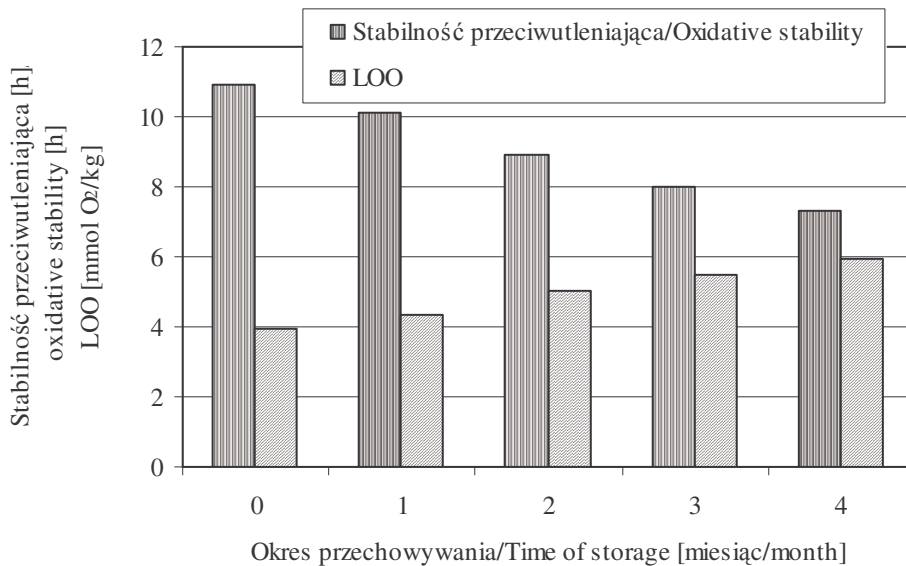 Stabilność przeciwutleniająca/Oxidative stability
LOO
Stabilność przeciwutleniająca [h]
oxidative stability [h]
LOO [mmol O2/kg]
12
10
8
6
4
2
0
0 1 2 3 4
Okres przechowywania/Time of storage [miesiąc/month]